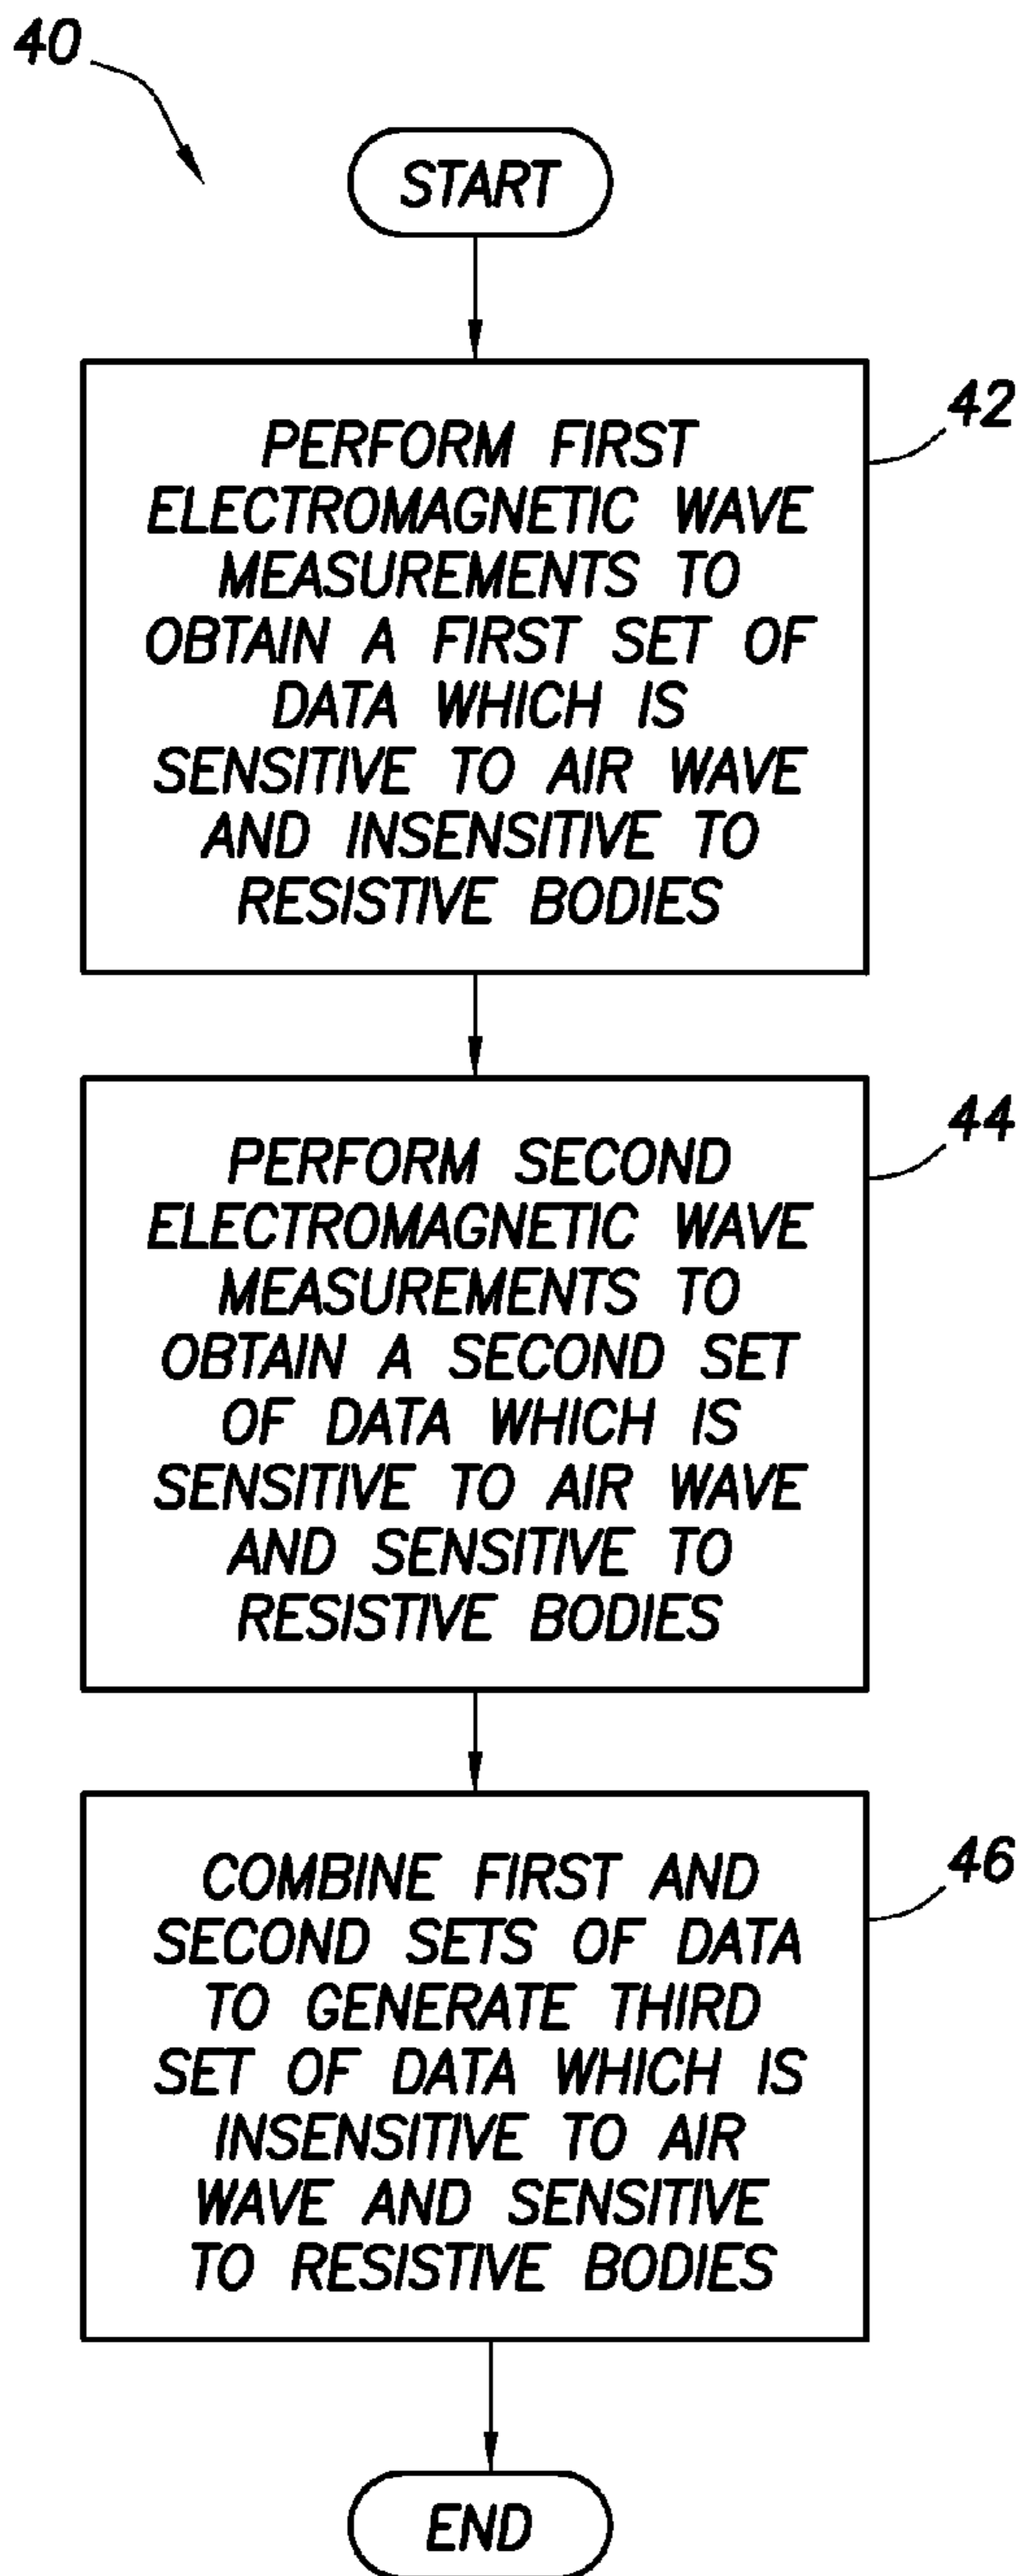 40
START
42
PERFORM FIRST
ELECTROMAGNETIC WAVE
MEASUREMENTS TO
OBTAIN A FIRST SET OF
DATA WHICH IS
SENSITIVE TO AIR WAVE
AND INSENSITIVE TO
RESISTIVE BODIES
44
PERFORM SECOND
ELECTROMAGNETIC WAVE
MEASUREMENTS TO
OBTAIN A SECOND SET
OF DATA WHICH IS
SENSITIVE TO AIR WAVE
AND SENSITIVE TO
RESISTIVE BODIES
46
COMBINE FIRST AND
SECOND SETS OF DATA
TO GENERATE THIRD
SET OF DATA WHICH IS
INSENSITIVE TO AIR
WAVE AND SENSITIVE
TO RESISTIVE BODIES
END